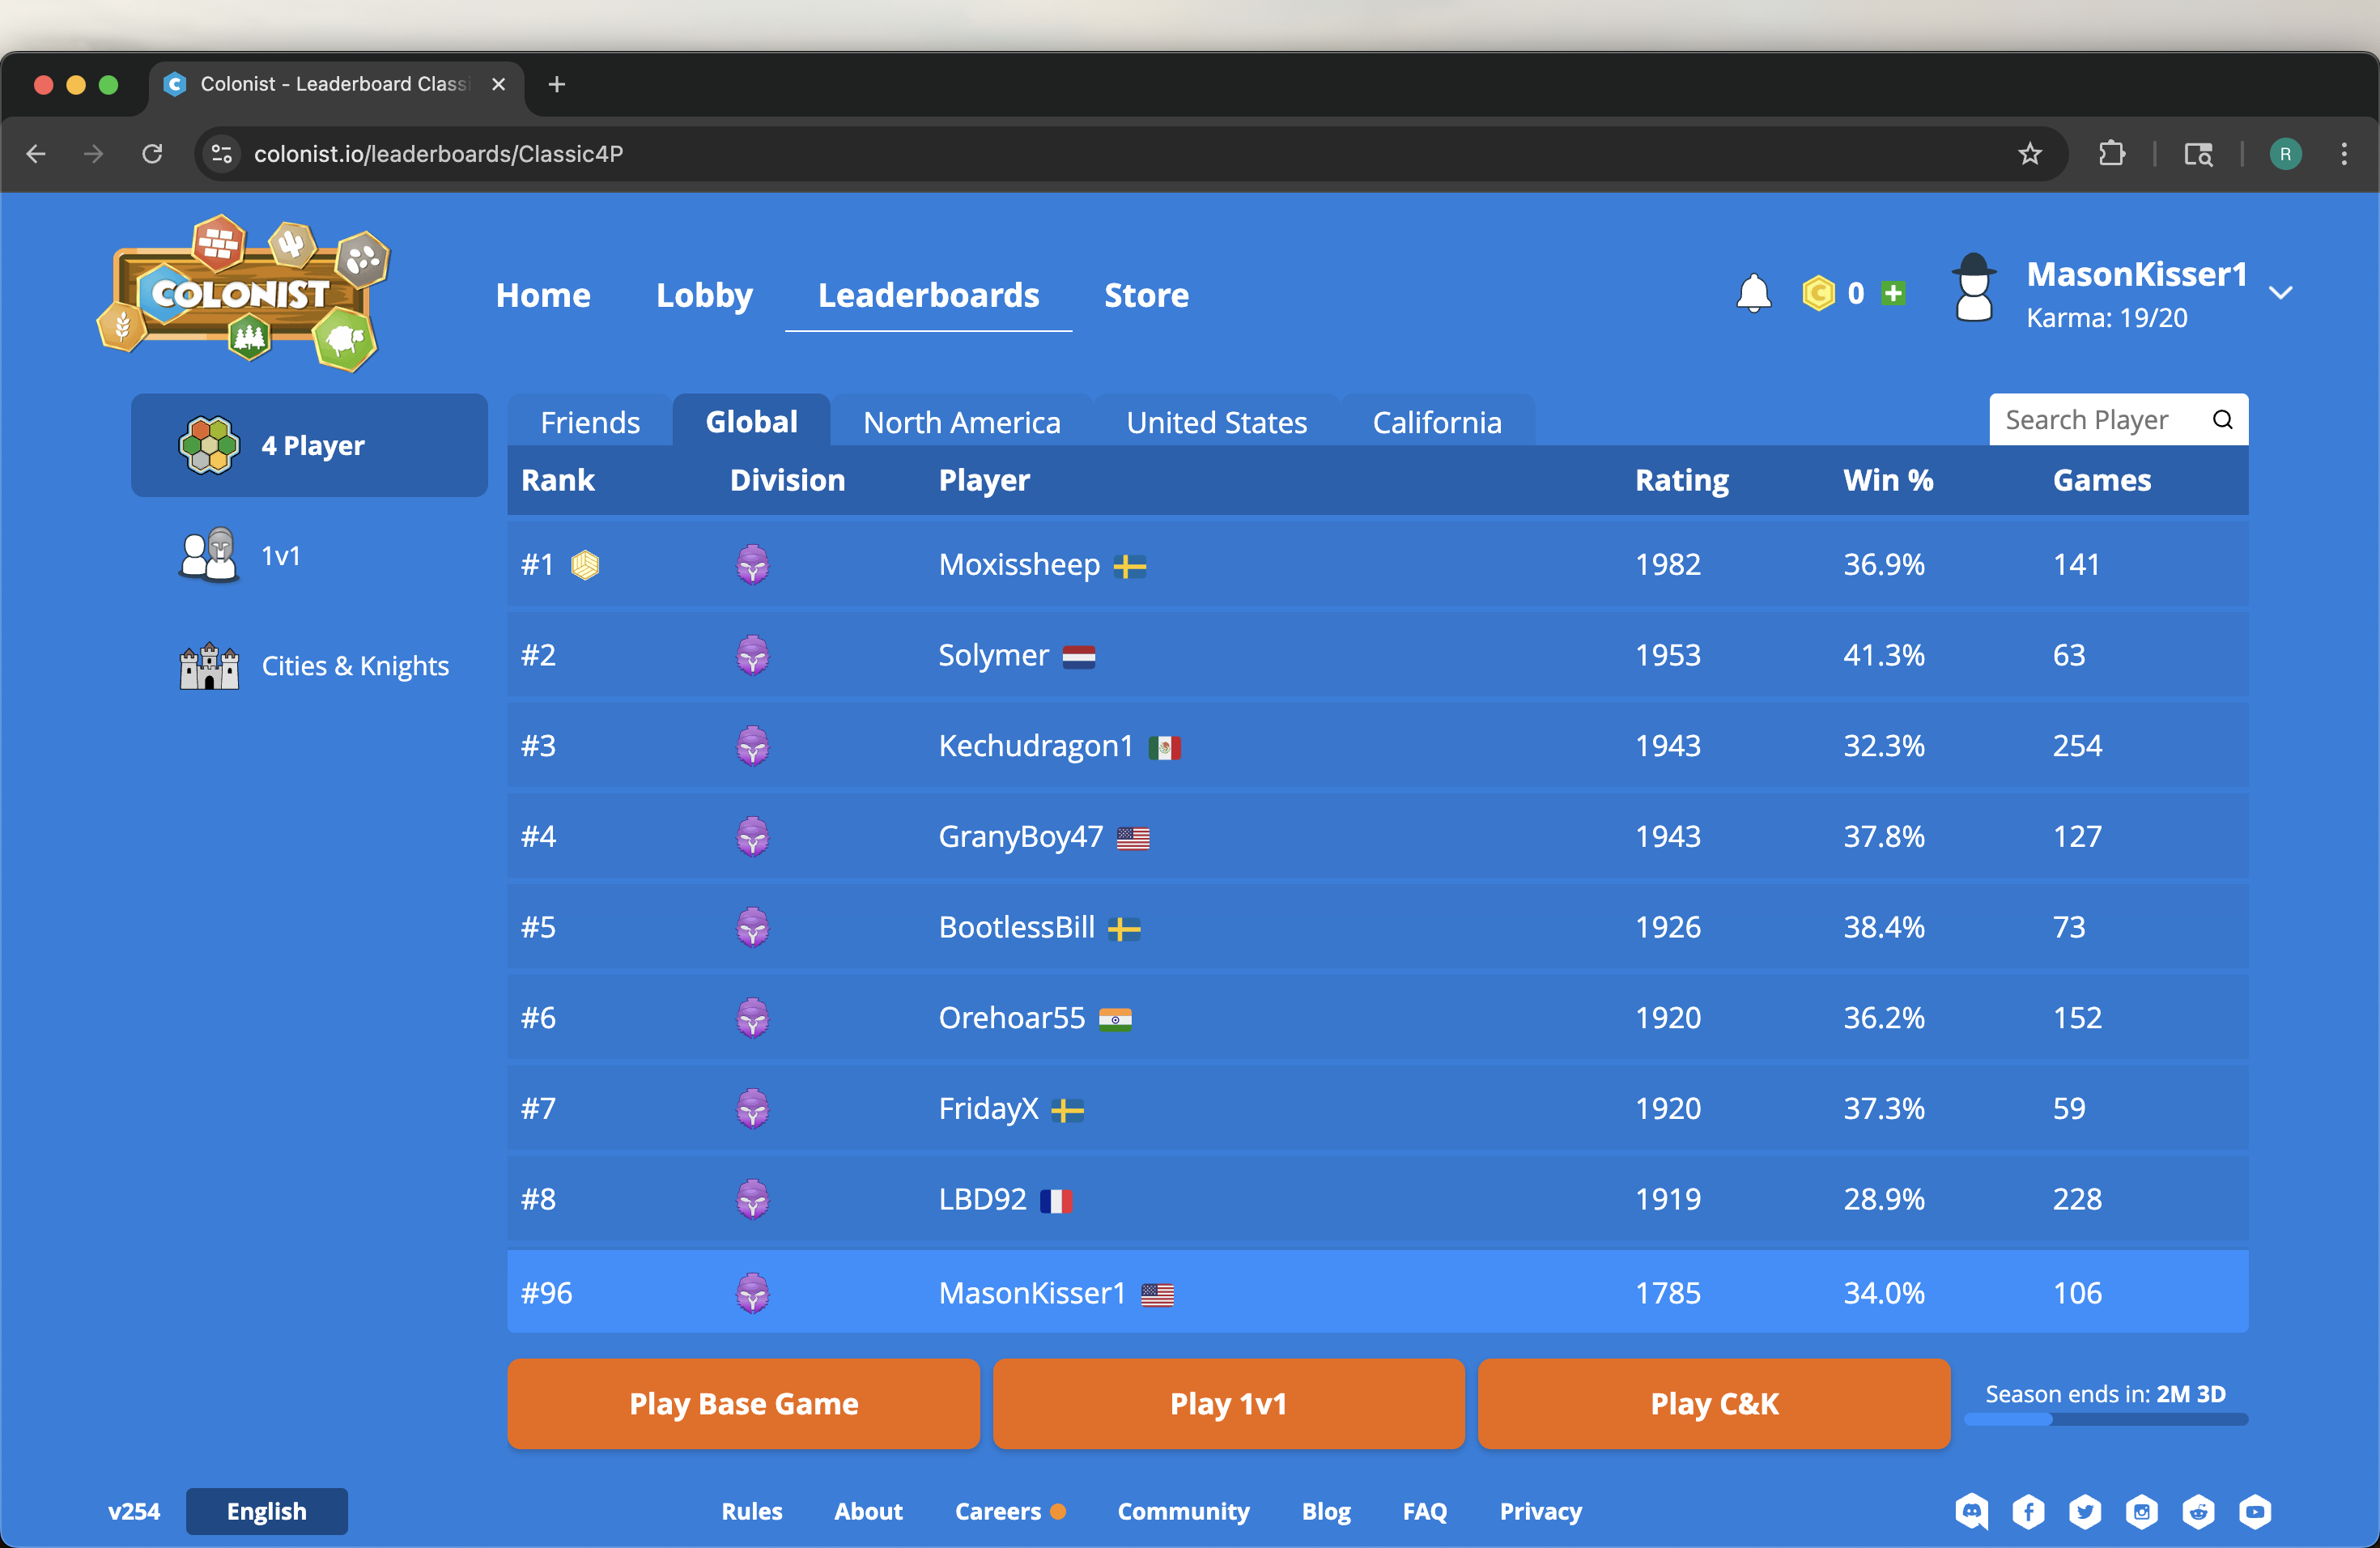 Colonist - Leaderboard Class
colonist.io/leaderboards/Classic4P
R
COLONIST
Home Lobby Leaderboards Store
0
MasonKisser1
Karma: 19/20
4 Player
1v1
Cities & Knights
Friends Global North America United States California
Search Player
Rank Division Player Rating Win % Games
#1 Moxissheep 1982 36.9% 141
#2 Solymer 1953 41.3% 63
#3 Kechudragon1 1943 32.3% 254
#4 GranyBoy47 1943 37.8% 127
#5 BootlessBill 1926 38.4% 73
#6 Orehoar55 1920 36.2% 152
#7 FridayX 1920 37.3% 59
#8 LBD92 1919 28.9% 228
#96 MasonKisser1 1785 34.0% 106
Play Base Game Play 1v1 Play C&K
Season ends in: 2M 3D
v254 English Rules About Careers Community Blog FAQ Privacy